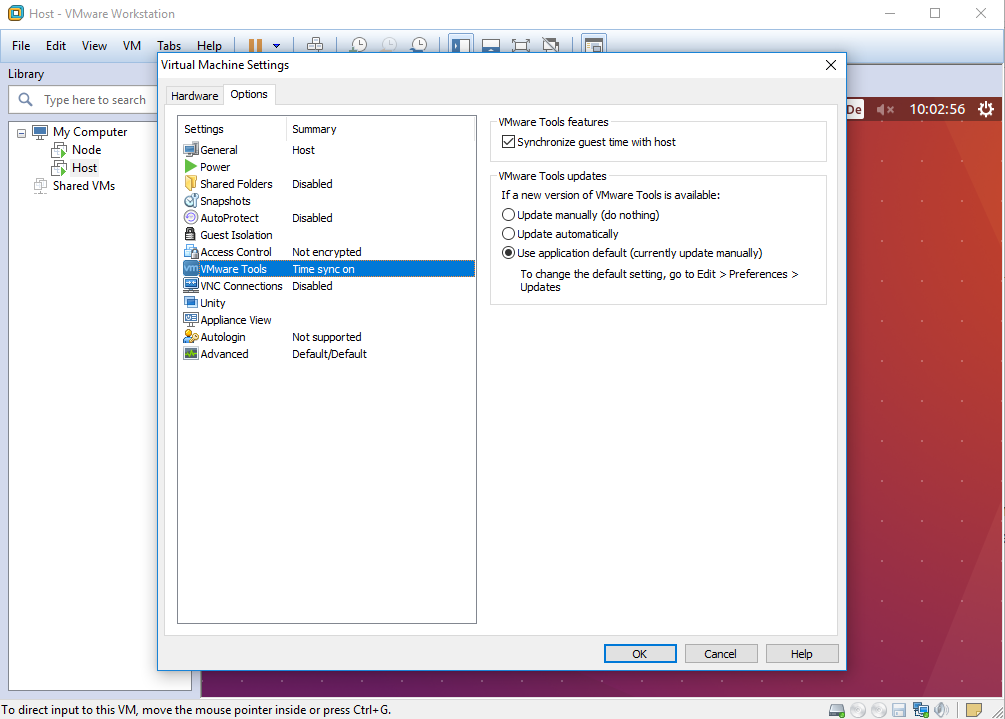 Host - VMware Workstation
File Edit View VM Tabs Help
Library
Type here to search
My Computer
Node
Host
Shared VMs
De 10:02:56
Virtual Machine Settings
Hardware Options
Settings Summary
General Host
Power
Shared Folders Disabled
Snapshots
AutoProtect Disabled
Guest Isolation
Access Control Not encrypted
vm VMware Tools Time sync on
VNC Connections Disabled
Unity
Appliance View
Autologin Not supported
Advanced Default/Default
VMware Tools features
Synchronize guest time with host
VMware Tools updates
If a new version of VMware Tools is available:
Update manually (do nothing)
Update automatically
Use application default (currently update manually)
To change the default setting, go to Edit > Preferences >
Updates
OK Cancel Help
To direct input to this VM, move the mouse pointer inside or press Ctrl+G.